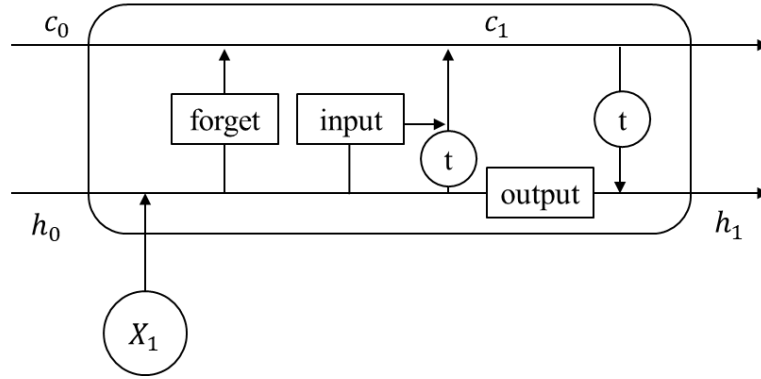 c₀ c₁
forget input t
t
output
h₀ h₁
X₁